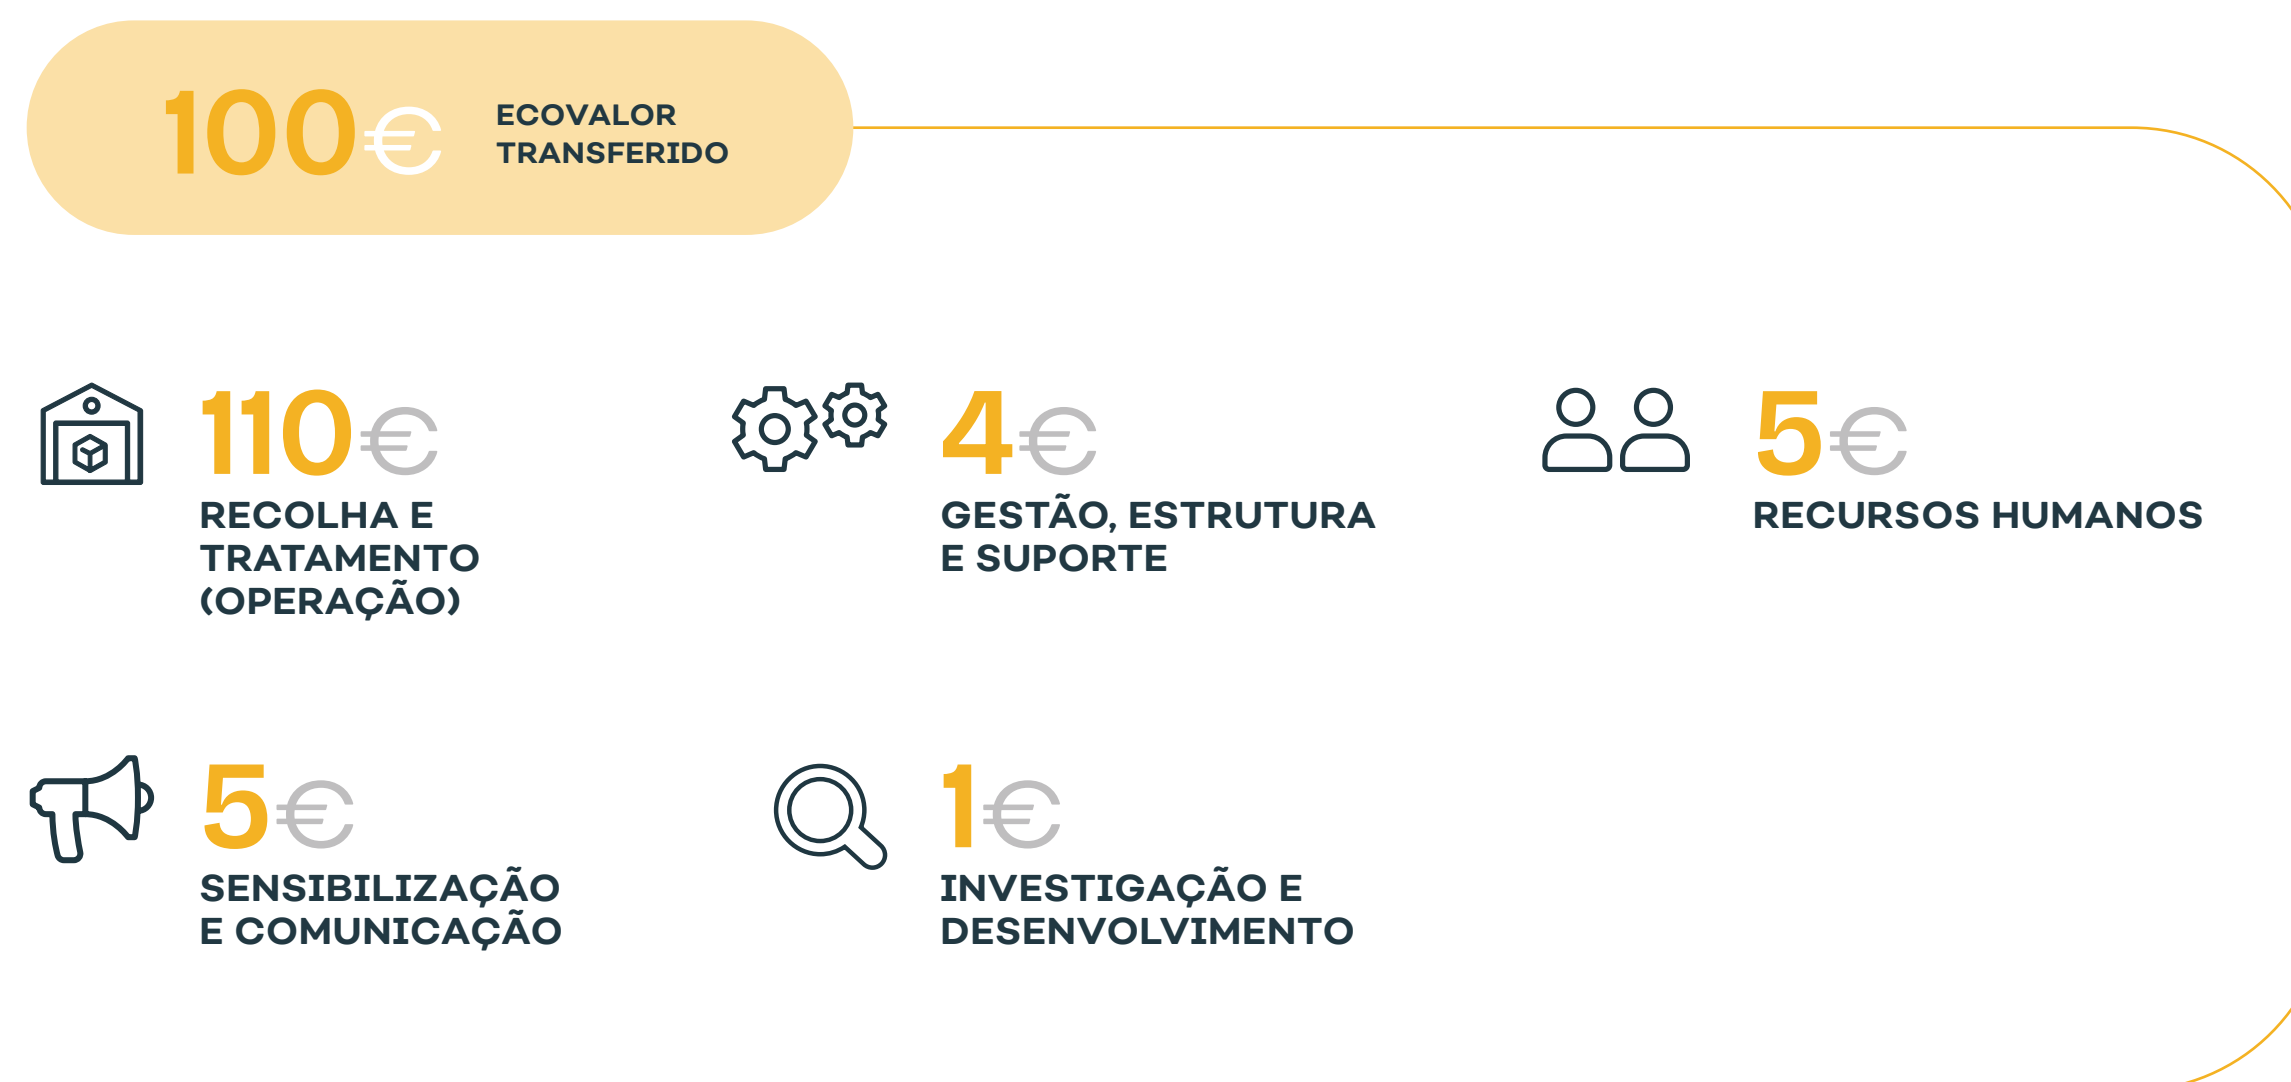 100€
ECOVALOR
TRANSFERIDO
110€
RECOLHA E
TRATAMENTO
(OPERAÇÃO)
4€
GESTÃO, ESTRUTURA
E SUPORTE
5€
RECURSOS HUMANOS
5€
SENSIBILIZAÇÃO
E COMUNICAÇÃO
1€
INVESTIGAÇÃO E
DESENVOLVIMENTO